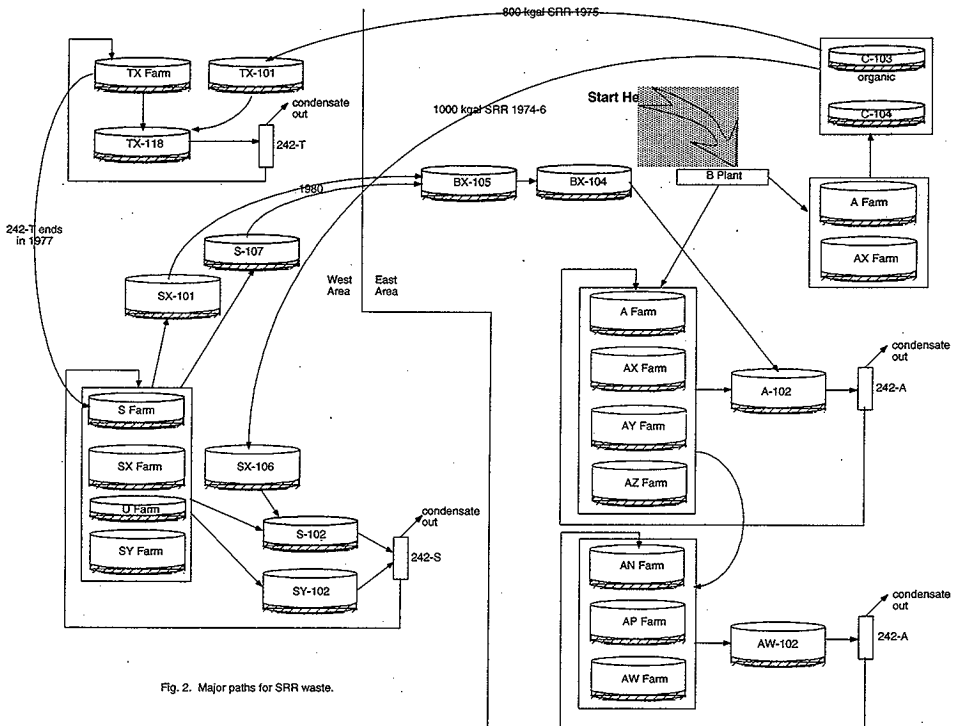 800 kgal SRR 1975
TX Farm
TX-101
C-103
organic
condensate
out
1000 kgal SRR 1974-6
Start He
C-104
TX-118
242-T
1980
BX-105
BX-104
B Plant
A Farm
242-T ends
in 1977
S-107
AX Farm
West
Area
East
Area
SX-101
A Farm
condensate
out
AX Farm
A-102
242-A
S Farm
AY Farm
SX Farm
SX-106
AZ Farm
U Farm
condensate
out
S-102
SY Farm
242-S
AN Farm
SY-102
condensate
out
AP Farm
AW-102
242-A
AW Farm
Fig. 2. Major paths for SRR waste.